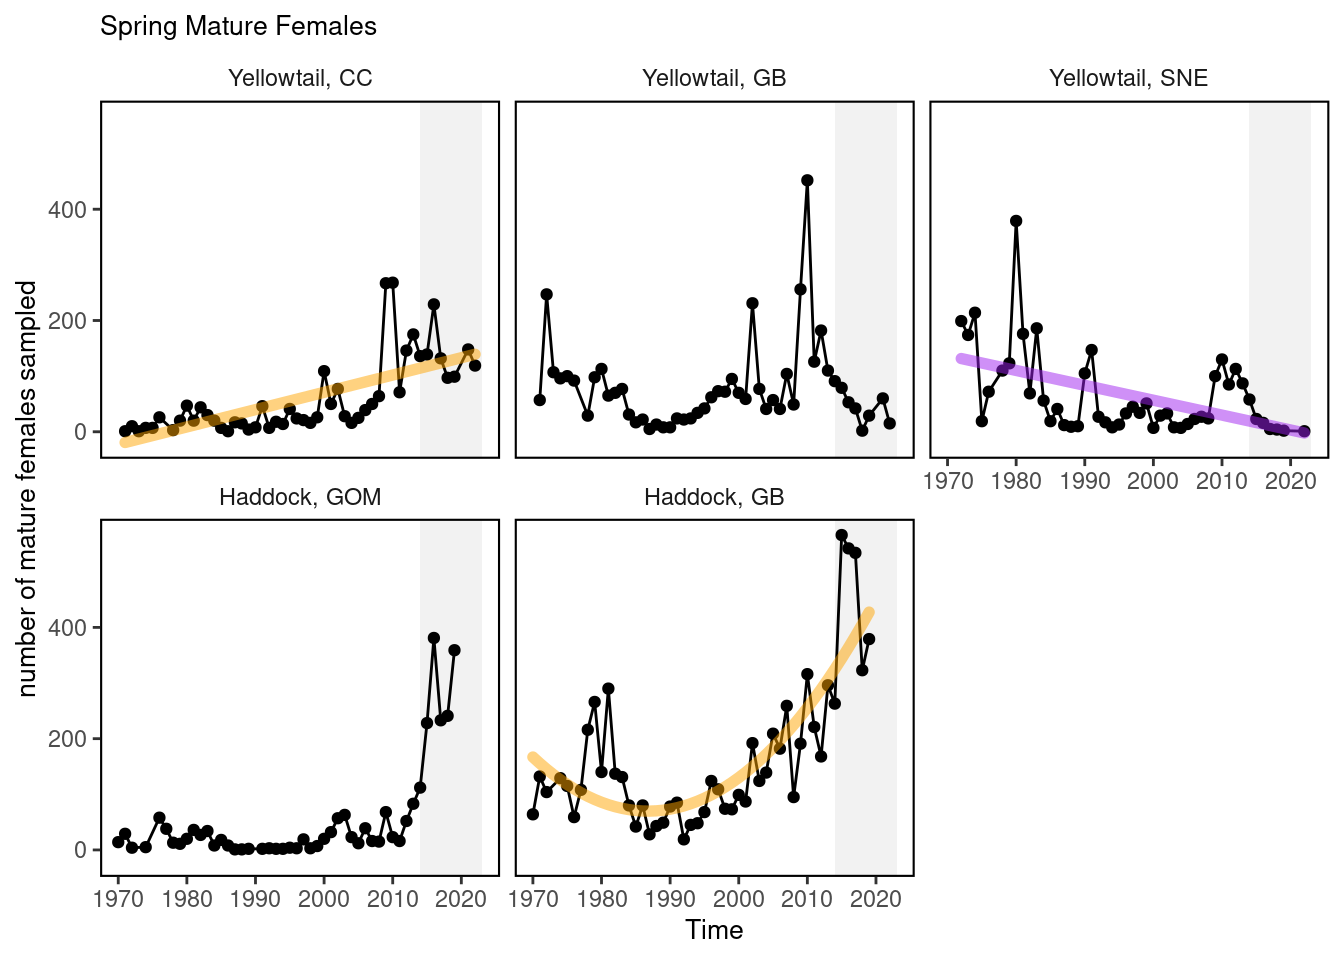 Spring Mature Females
Yellowtail, CC
Yellowtail, GB
Yellowtail, SNE
400
200
0
1970 1980 1990 2000 2010 2020
Haddock, GOM
Haddock, GB
400
200
0
1970 1980 1990 2000 2010 2020
1970 1980 1990 2000 2010 2020
number of mature females sampled
Time